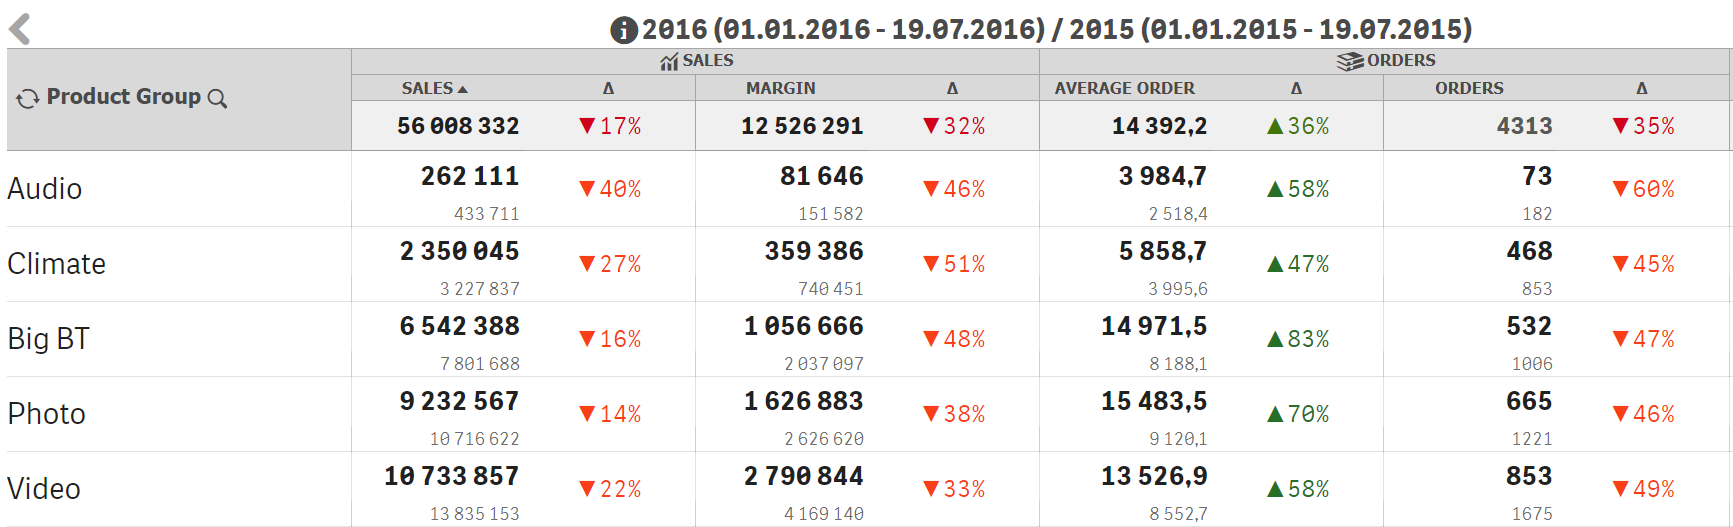 2016 (01.01.2016 - 19.07.2016) / 2015 (01.01.2015 - 19.07.2015)
Product Group SALES ORDERS
SALES Δ MARGIN Δ AVERAGE ORDER Δ ORDERS Δ
56 008 332 ▼17% 12 526 291 ▼32% 14 392,2 ▲36% 4313 ▼35%
Audio 262 111 ▼40% 81 646 ▼46% 3 984,7 ▲58% 73 ▼60%
433 711 151 582 2 518,4 182
Climate 2 350 045 ▼27% 359 386 ▼51% 5 858,7 ▲47% 468 ▼45%
3 227 837 740 451 3 995,6 853
Big BT 6 542 388 ▼16% 1 056 666 ▼48% 14 971,5 ▲83% 532 ▼47%
7 801 688 2 037 097 8 188,1 1006
Photo 9 232 567 ▼14% 1 626 883 ▼38% 15 483,5 ▲70% 665 ▼46%
10 716 622 2 626 620 9 120,1 1221
Video 10 733 857 ▼22% 2 790 844 ▼33% 13 526,9 ▲58% 853 ▼49%
13 835 153 4 169 140 8 552,7 1675